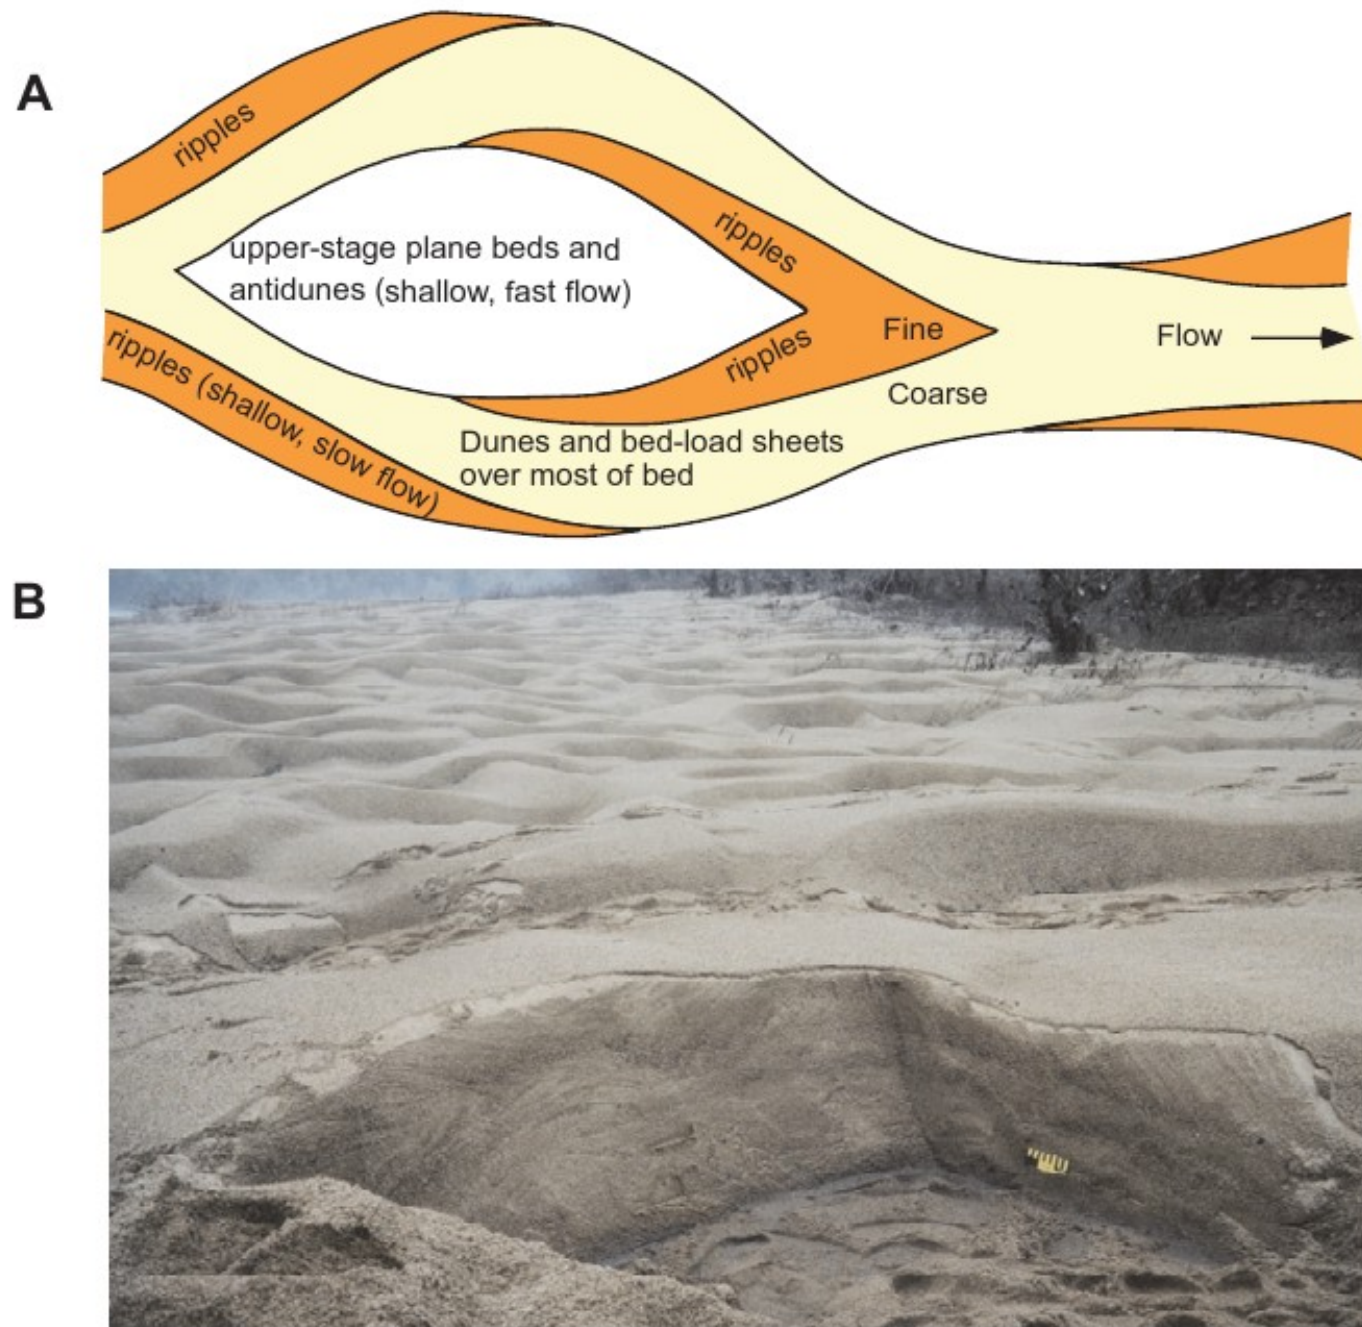 A
ripples
upper-stage plane beds and
antidunes (shallow, fast flow)
ripples
Fine
ripples
Flow
ripples (shallow, slow flow)
Coarse
Dunes and bed-load sheets
over most of bed
B